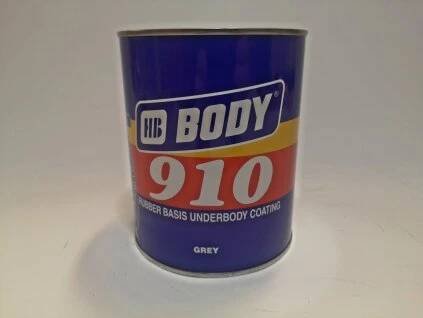 HB BODY®
910
RUBBER BASIS UNDERBODY COATING
GREY